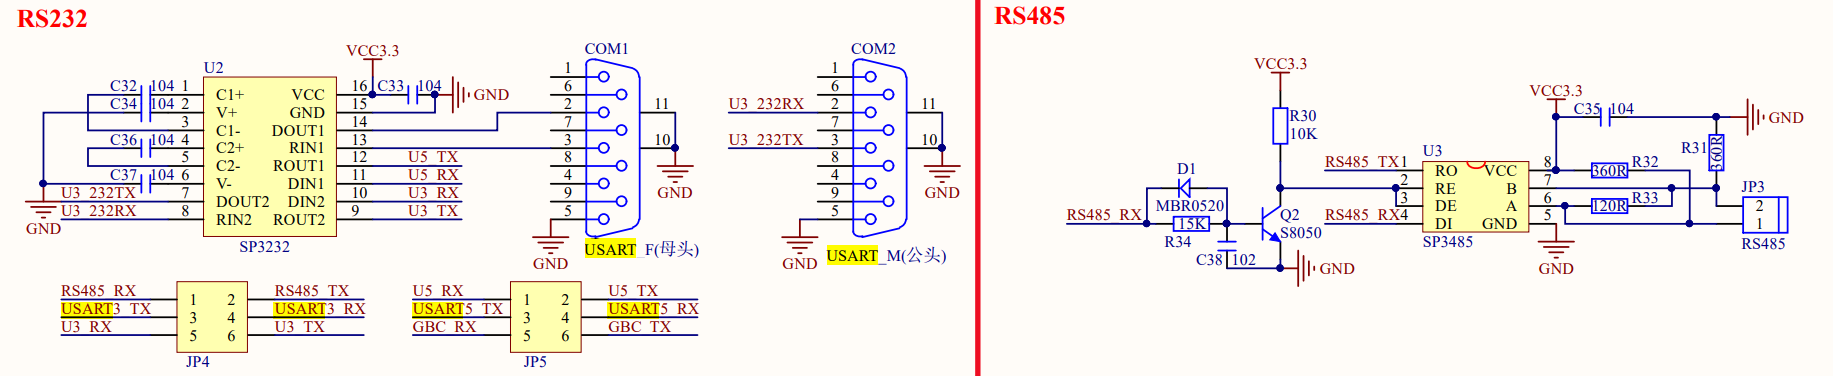 RS232
VCC3.3
U2
C32 104 1 C1+ VCC 16 C33 104 GND
C34 104 2 V+ GND 15
3 C1- DOUT1 14
C36 104 4 C2+ RIN1 13
5 C2- ROUT1 12 U5_TX
C37 104 6 V- DIN1 11 U5_RX
U3_232TX 7 DOUT2 DIN2 10 U3_RX
U3_232RX 8 RIN2 ROUT2 9 U3_TX
GND
SP3232
COM1
1
6
2 11
7
3 10
8
4 GND
9
5
GND
USART_F(母头)
COM2
1
6
U3_232RX 2 11
7
U3_232TX 3 10
8
4 GND
9
5
GND
USART_M(公头)
RS485_RX 1 2 RS485_TX
USART3_TX 3 4 USART3_RX
U3_RX 5 6 U3_TX
JP4
U5_RX 1 2 U5_TX
USART5_TX 3 4 USART5_RX
GBC_RX 5 6 GBC_TX
JP5
RS485
VCC3.3
R30
10K
D1
MBR0520
RS485_RX 15K
R34
C38 102
Q2
S8050
GND
VCC3.3
C35 104 GND
R31 360R
U3
RS485_TX 1 RO VCC 8 360R R32
2 RE B 7
3 DE A 6 120R R33
RS485_RX 4 DI GND 5
SP3485
GND
JP3
2
1
RS485